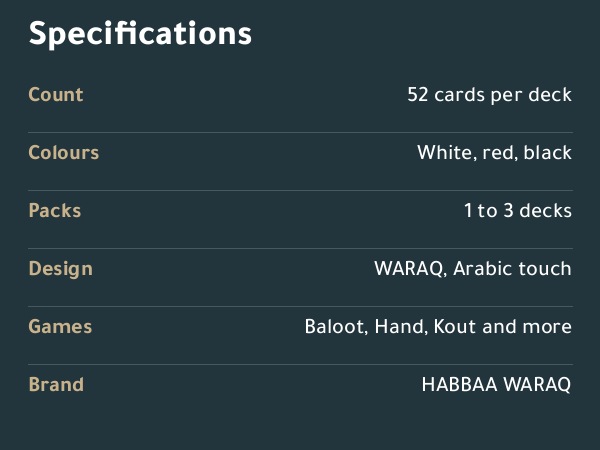 Specifications
Count 52 cards per deck
Colours White, red, black
Packs 1 to 3 decks
Design WARAQ, Arabic touch
Games Baloot, Hand, Kout and more
Brand HABBAA WARAQ